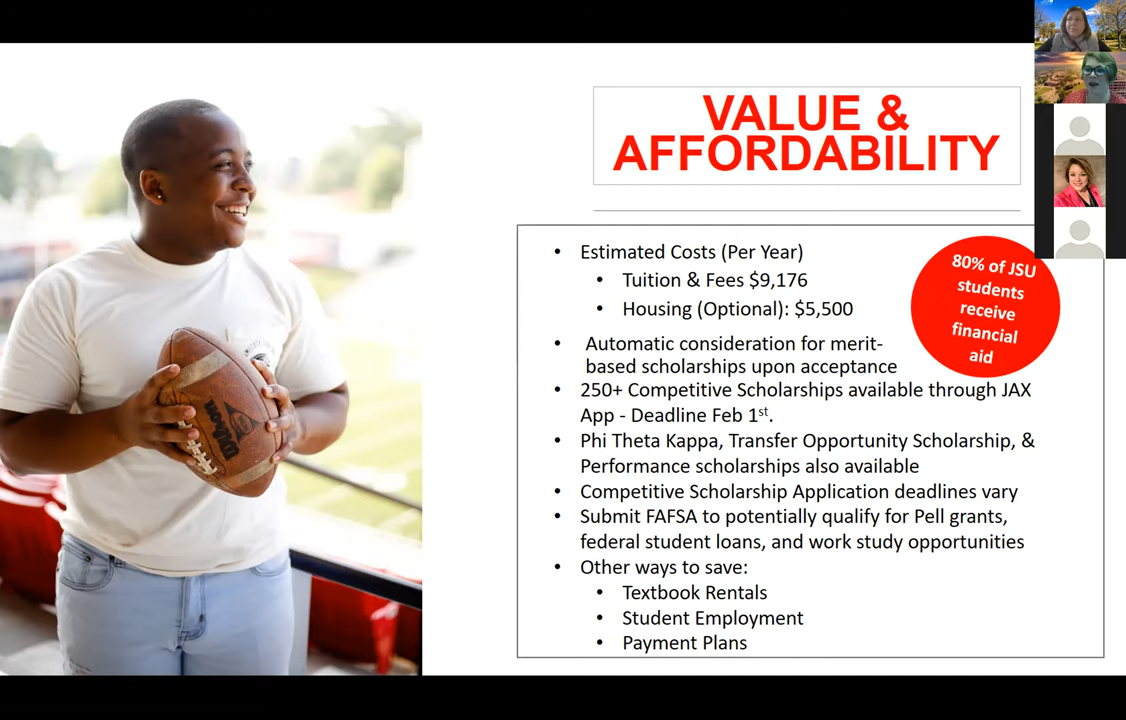 VALUE &
AFFORDABILITY
• Estimated Costs (Per Year)
• Tuition & Fees $9,176
• Housing (Optional): $5,500
80% of JSU
students
receive
financial
aid
• Automatic consideration for merit-
based scholarships upon acceptance
• 250+ Competitive Scholarships available through JAX
App - Deadline Feb 1st.
• Phi Theta Kappa, Transfer Opportunity Scholarship, &
Performance scholarships also available
• Competitive Scholarship Application deadlines vary
• Submit FAFSA to potentially qualify for Pell grants,
federal student loans, and work study opportunities
• Other ways to save:
• Textbook Rentals
• Student Employment
• Payment Plans
Wilson